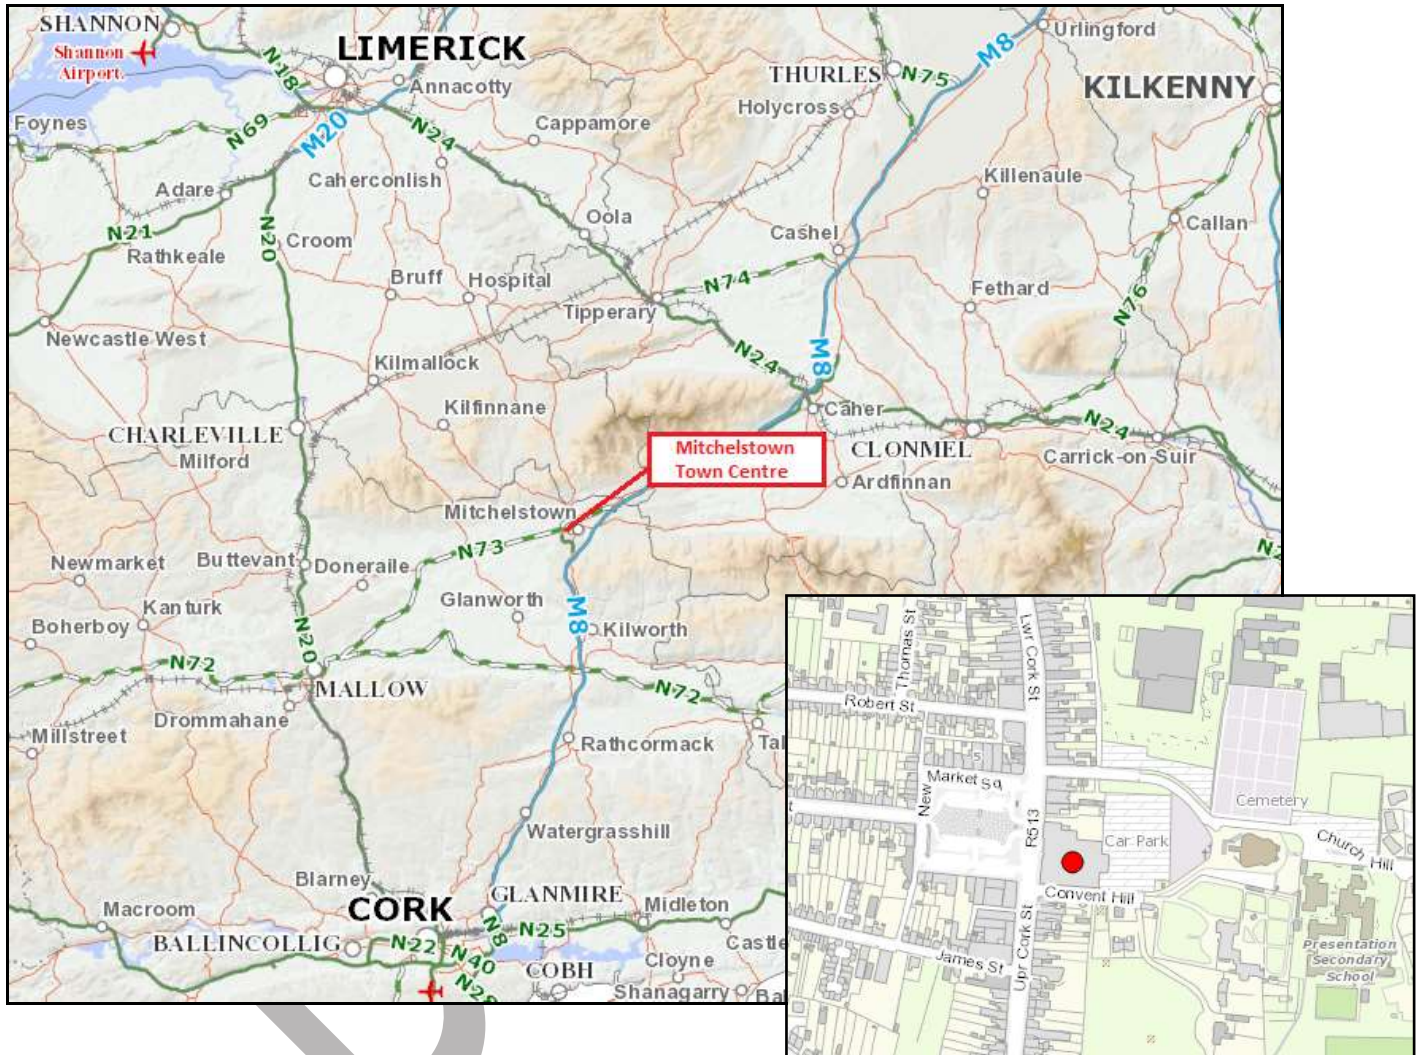 SHANNON
Shannon
Airport
N18
LIMERICK
Annacotty
THURLES
N75
M8
Urlingford
KILKENNY
Holycross
Foynes
N69
M20
N24
Cappamore
Adare
Caherconlish
Killenaule
N21
Rathkeale
N20
Croom
Oola
Cashel
Callan
Bruff
Hospital
N74
Fethard
N76
Tipperary
Newcastle West
N24
M8
Kilmallock
Kilfinnane
Caher
CHARLEVILLE
Milford
Mitchelstown
Town Centre
CLONMEL
N24
Carrick-on-Suir
Ardfinnan
Mitchelstown
N73
Newmarket
Buttevant
Doneraile
Kanturk
Glanworth
M8
Kilworth
Boherboy
N20
N72
MALLOW
N72
Drommahane
Millstreet
Rathcormack
Watergrasshill
Blarney
CORK
GLANMIRE
Midleton
Macroom
BALLINCOLLIG
N22
N40
N8
N25
Castle
COBH
Cloyne
Shanagarry
Thomas St
Lwr Cork St
Robert St
5
New
Market Sq
R513
Cemetery
Car Park
Church Hill
Convent Hill
James St
Upr Cork St
Presentation
Secondary
School